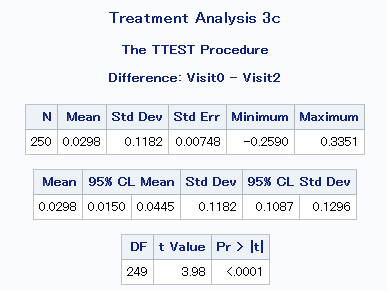 Treatment Analysis 3c
The TTEST Procedure
Difference: Visit0 - Visit2
N Mean Std Dev Std Err Minimum Maximum
250 0.0298 0.1182 0.00748 -0.2590 0.3351
Mean 95% CL Mean Std Dev 95% CL Std Dev
0.0298 0.0150 0.0445 0.1182 0.1087 0.1296
DF t Value Pr > |t|
249 3.98 <.0001